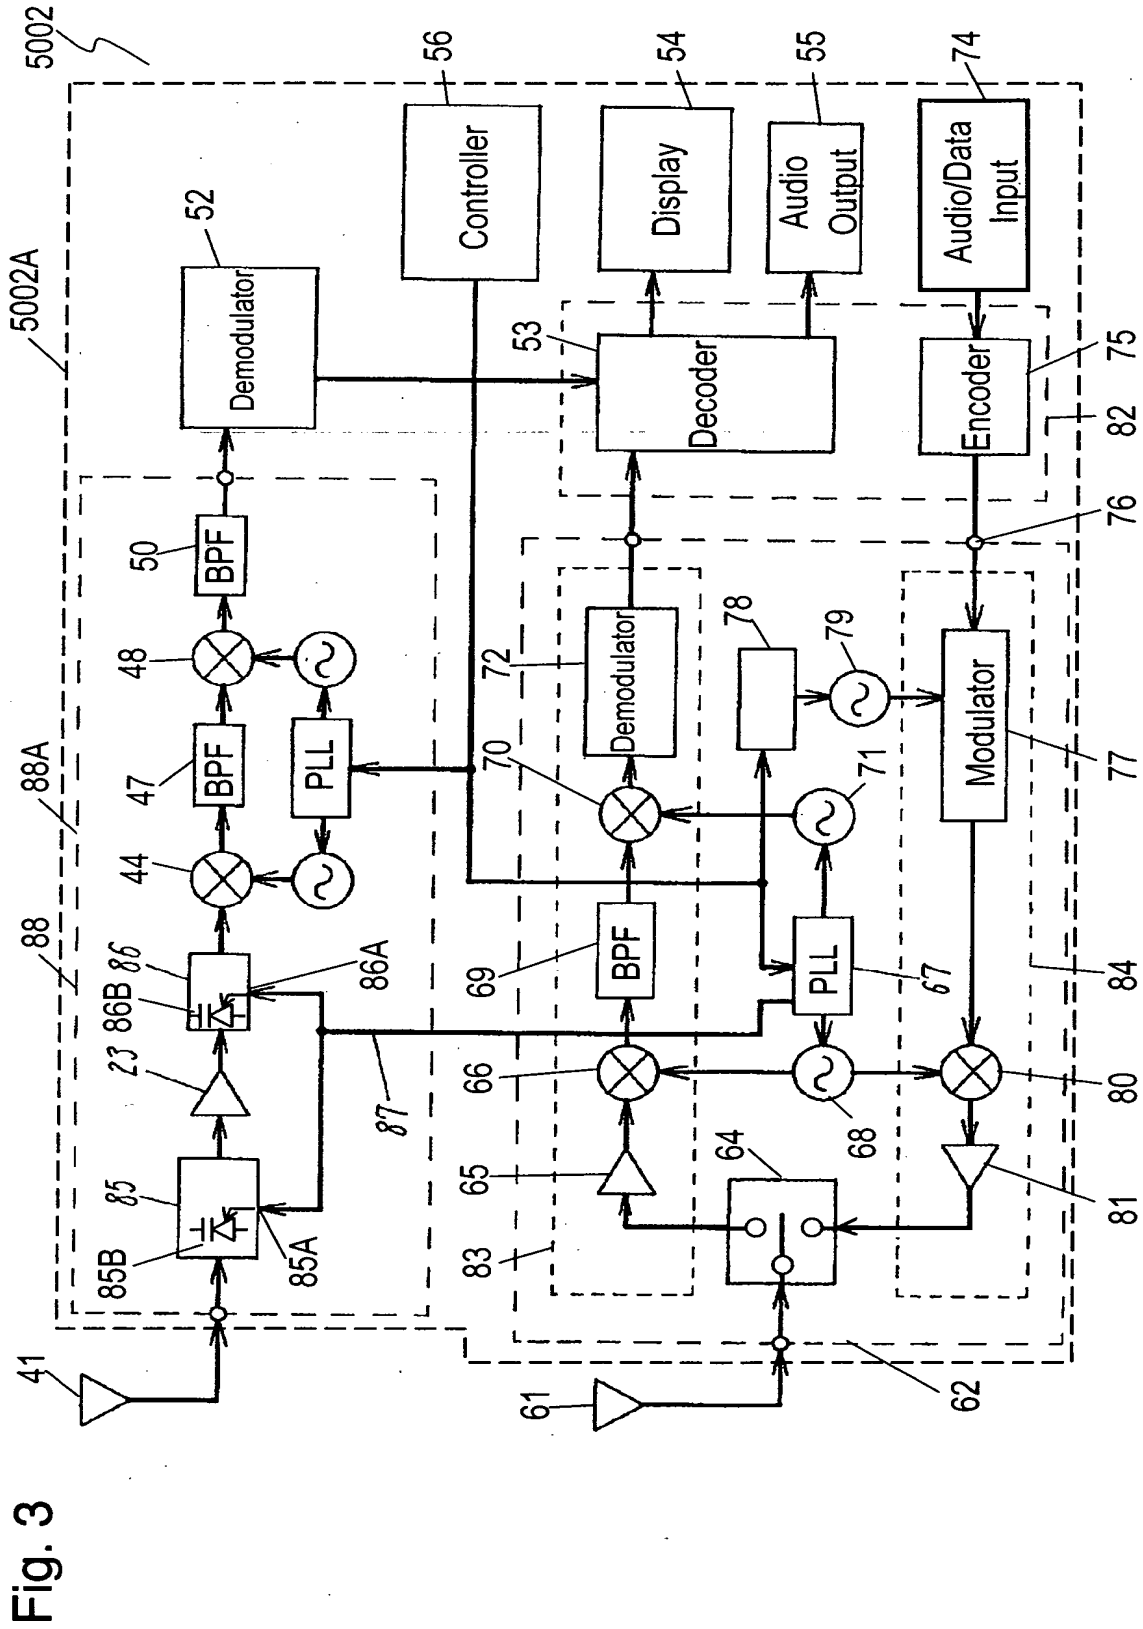 Fig. 3
5002
5002A
88A
88
41
85
85B
85A
23
86
86B
86A
44
BPF
47
48
BPF
50
Demodulator
52
PLL
87
Controller
56
Display
54
Audio
Output
55
Audio/Data
Input
74
Decoder
53
Encoder
75
82
76
61
62
64
83
65
66
BPF
69
70
Demodulator
72
78
79
71
PLL
67
68
Modulator
77
84
80
81